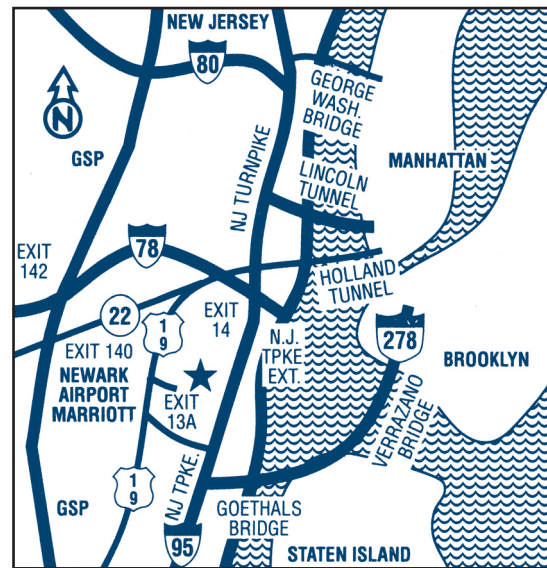 NEW JERSEY
80
N
GSP
GEORGE
WASH.
BRIDGE
MANHATTAN
NJ TURNPIKE
LINCOLN
TUNNEL
EXIT
142
78
HOLLAND
TUNNEL
22
1
9
EXIT
14
N.J.
TPKE
EXT.
278
EXIT 140
BROOKLYN
NEWARK
AIRPORT
MARRIOTT
EXIT
13A
VERRAZANO
BRIDGE
1
9
NJ TPKE.
GSP
GOETHALS
BRIDGE
95
STATEN ISLAND